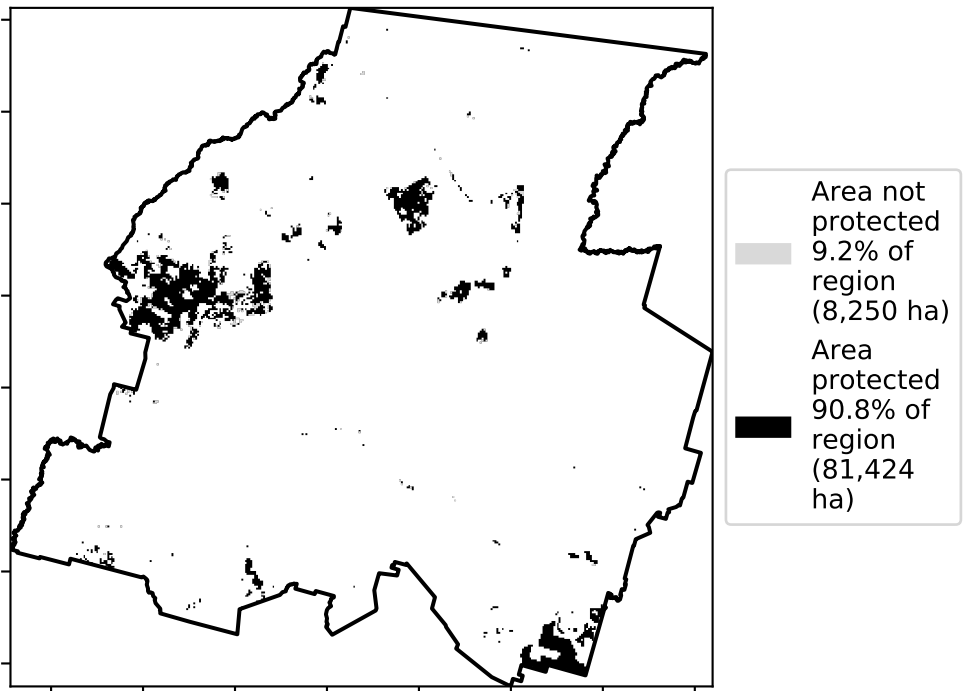 Area not
protected
9.2% of
region
(8,250 ha)
Area
protected
90.8% of
region
(81,424
ha)